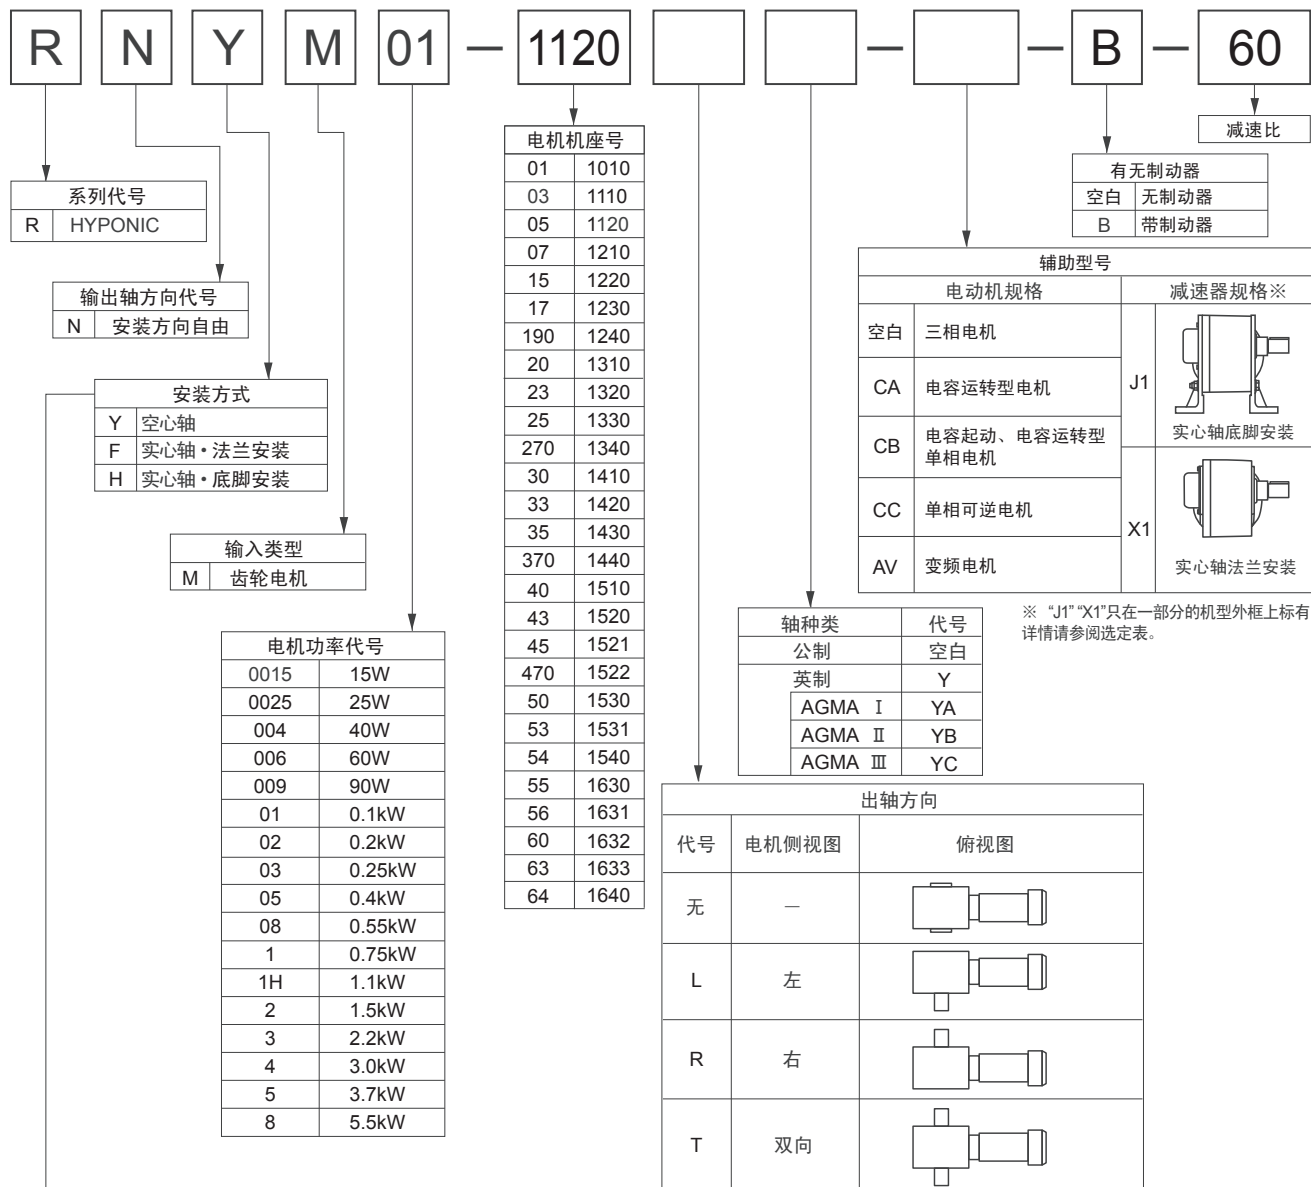 R N Y M 01 — 1120 — — B — 60
减速比
系列代号
R HYPONIC
输出轴方向代号
N 安装方向自由
安装方式
Y 空心轴
F 实心轴・法兰安装
H 实心轴・底脚安装
输入类型
M 齿轮电机
电机功率代号
0015 15W
0025 25W
004 40W
006 60W
009 90W
01 0.1kW
02 0.2kW
03 0.25kW
05 0.4kW
08 0.55kW
1 0.75kW
1H 1.1kW
2 1.5kW
3 2.2kW
4 3.0kW
5 3.7kW
8 5.5kW
电机机座号
01 1010
03 1110
05 1120
07 1210
15 1220
17 1230
190 1240
20 1310
23 1320
25 1330
270 1340
30 1410
33 1420
35 1430
370 1440
40 1510
43 1520
45 1521
470 1522
50 1530
53 1531
54 1540
55 1630
56 1631
60 1632
63 1633
64 1640
有无制动器
空白 无制动器
B 带制动器
辅助型号
电动机规格 减速器规格※
空白 三相电机
CA 电容运转型电机
CB 电容起动、电容运转型
单相电机
CC 单相可逆电机
AV 变频电机
J1
实心轴底脚安装
X1
实心轴法兰安装
※ “J1” “X1”只在一部分的机型外框上标有
详情请参阅选定表。
轴种类 代号
公制 空白
英制 Y
AGMA Ⅰ YA
AGMA Ⅱ YB
AGMA Ⅲ YC
出轴方向
代号 电机侧视图 俯视图
无 —
L 左
R 右
T 双向